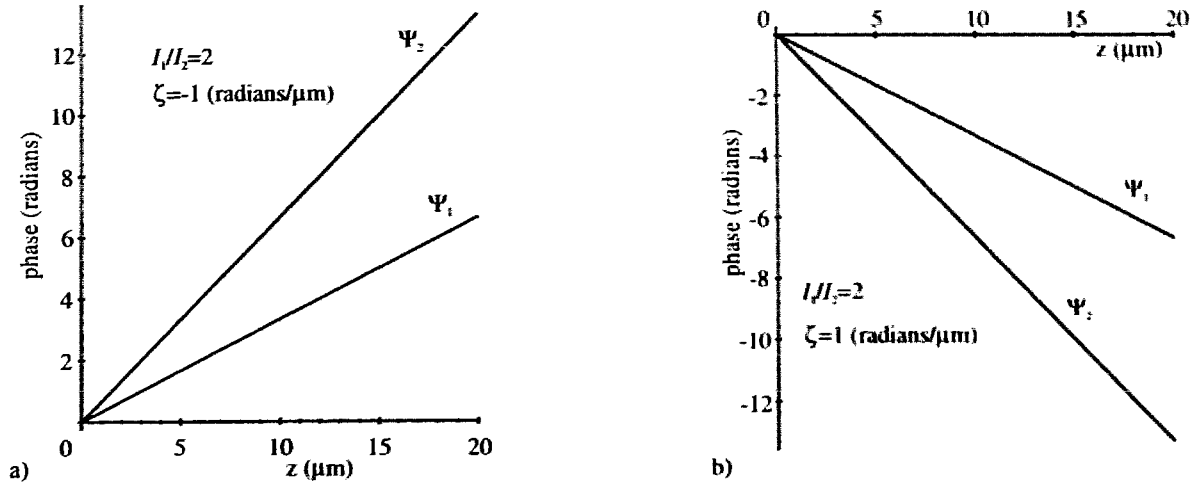 12
10
8
6
4
2
0
5
10
15
20
phase (radians)
z (μm)
I₁/I₂=2
ζ=-1 (radians/μm)
Ψ₂
Ψ₁
a)
0
5
10
15
20
z (μm)
-2
-4
-6
-8
-10
-12
phase (radians)
Ψ₁
Ψ₂
I₁/I₂=2
ζ=1 (radians/μm)
b)